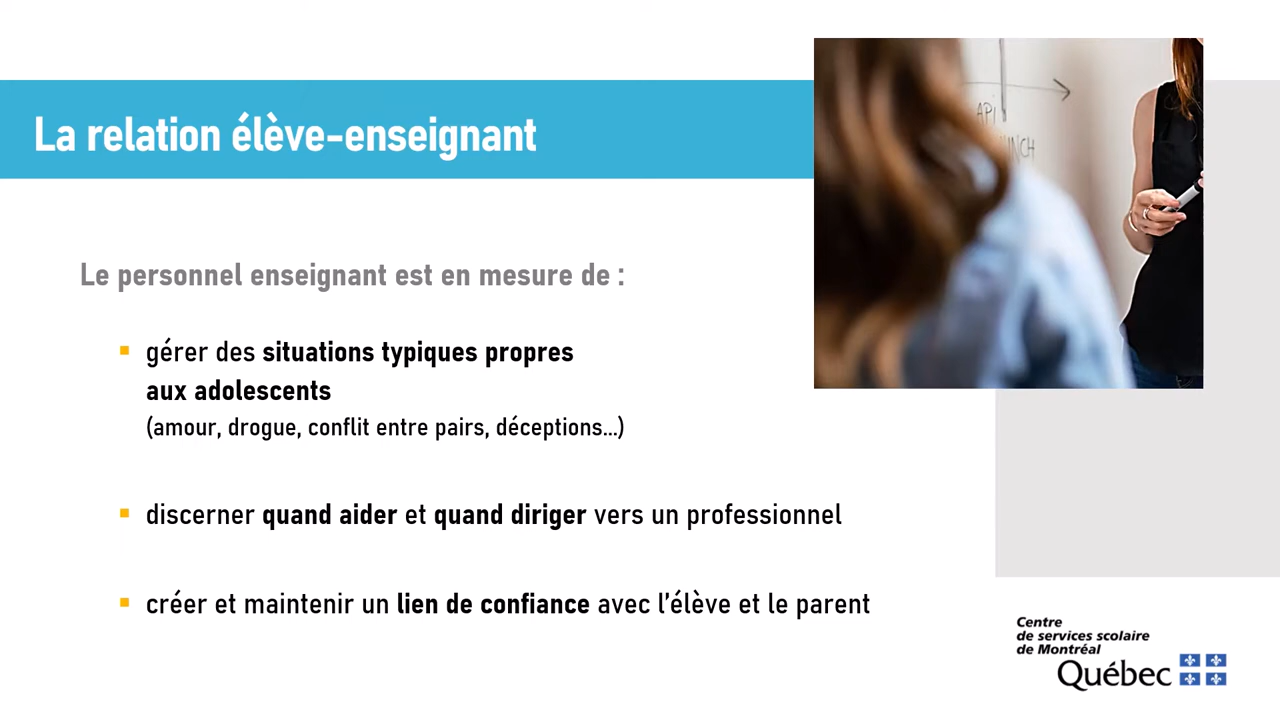 La relation élève-enseignant
API
Le personnel enseignant est en mesure de :
gérer des situations typiques propres
aux adolescents
(amour, drogue, conflit entre pairs, déceptions...)
discerner quand aider et quand diriger vers un professionnel
créer et maintenir un lien de confiance avec l'élève et le parent
Centre
de services scolaire
de Montréal
Québec